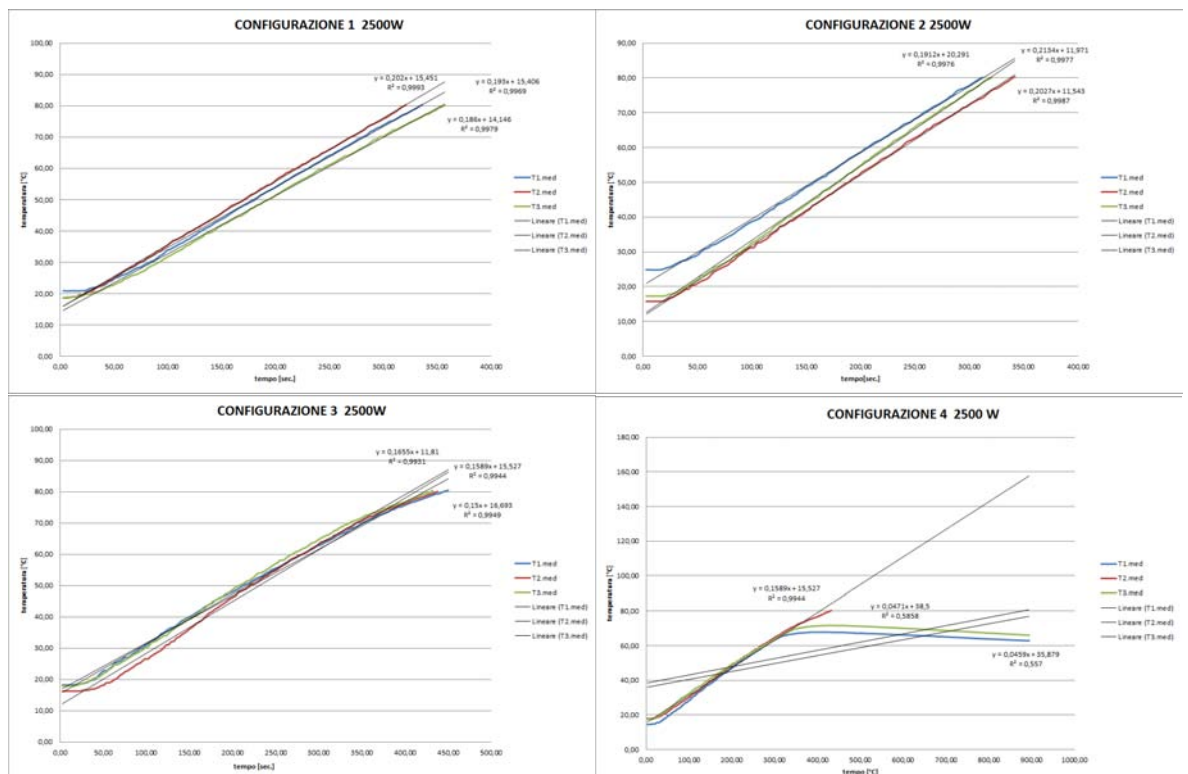 CONFIGURAZIONE 1 2500W
100,00
90,00
80,00
70,00
60,00
50,00
40,00
30,00
20,00
10,00
0,00
temperatura [°C]
y = 0,202x + 15,451
R² = 0,9993
y = 0,193x + 15,406
R² = 0,9969
y = 0,186x + 14,146
R² = 0,9979
T1.med
T2.med
T3.med
Lineare (T1.med)
Lineare (T2.med)
Lineare (T3.med)
0,00 50,00 100,00 150,00 200,00 250,00 300,00 350,00 400,00
tempo [sec.]
CONFIGURAZIONE 2 2500W
90,00
80,00
70,00
60,00
50,00
40,00
30,00
20,00
10,00
0,00
temperatura [°C]
y = 0,1912x + 20,291
R² = 0,9976
y = 0,2134x + 11,971
R² = 0,9977
y = 0,2027x + 11,543
R² = 0,9987
T1.med
T2.med
T3.med
Lineare (T1.med)
Lineare (T2.med)
Lineare (T3.med)
0,00 50,00 100,00 150,00 200,00 250,00 300,00 350,00 400,00
tempo[sec.]
CONFIGURAZIONE 3 2500W
100,00
90,00
80,00
70,00
60,00
50,00
40,00
30,00
20,00
10,00
0,00
temperatura [°C]
y = 0,1655x + 11,81
R² = 0,9931
y = 0,1589x + 15,527
R² = 0,9944
y = 0,15x + 16,693
R² = 0,9949
T1.med
T2.med
T3.med
Lineare (T1.med)
Lineare (T2.med)
Lineare (T3.med)
0,00 50,00 100,00 150,00 200,00 250,00 300,00 350,00 400,00 450,00 500,00
tempo [sec.]
CONFIGURAZIONE 4 2500 W
180,00
160,00
140,00
120,00
100,00
80,00
60,00
40,00
20,00
0,00
temperatura [°C]
y = 0,1589x + 15,527
R² = 0,9944
y = 0,0471x + 38,5
R² = 0,5858
y = 0,0459x + 35,879
R² = 0,557
T1.med
T2.med
T3.med
Lineare (T1.med)
Lineare (T2.med)
Lineare (T3.med)
0,00 100,00 200,00 300,00 400,00 500,00 600,00 700,00 800,00 900,00 1000,00
tempo [°C]